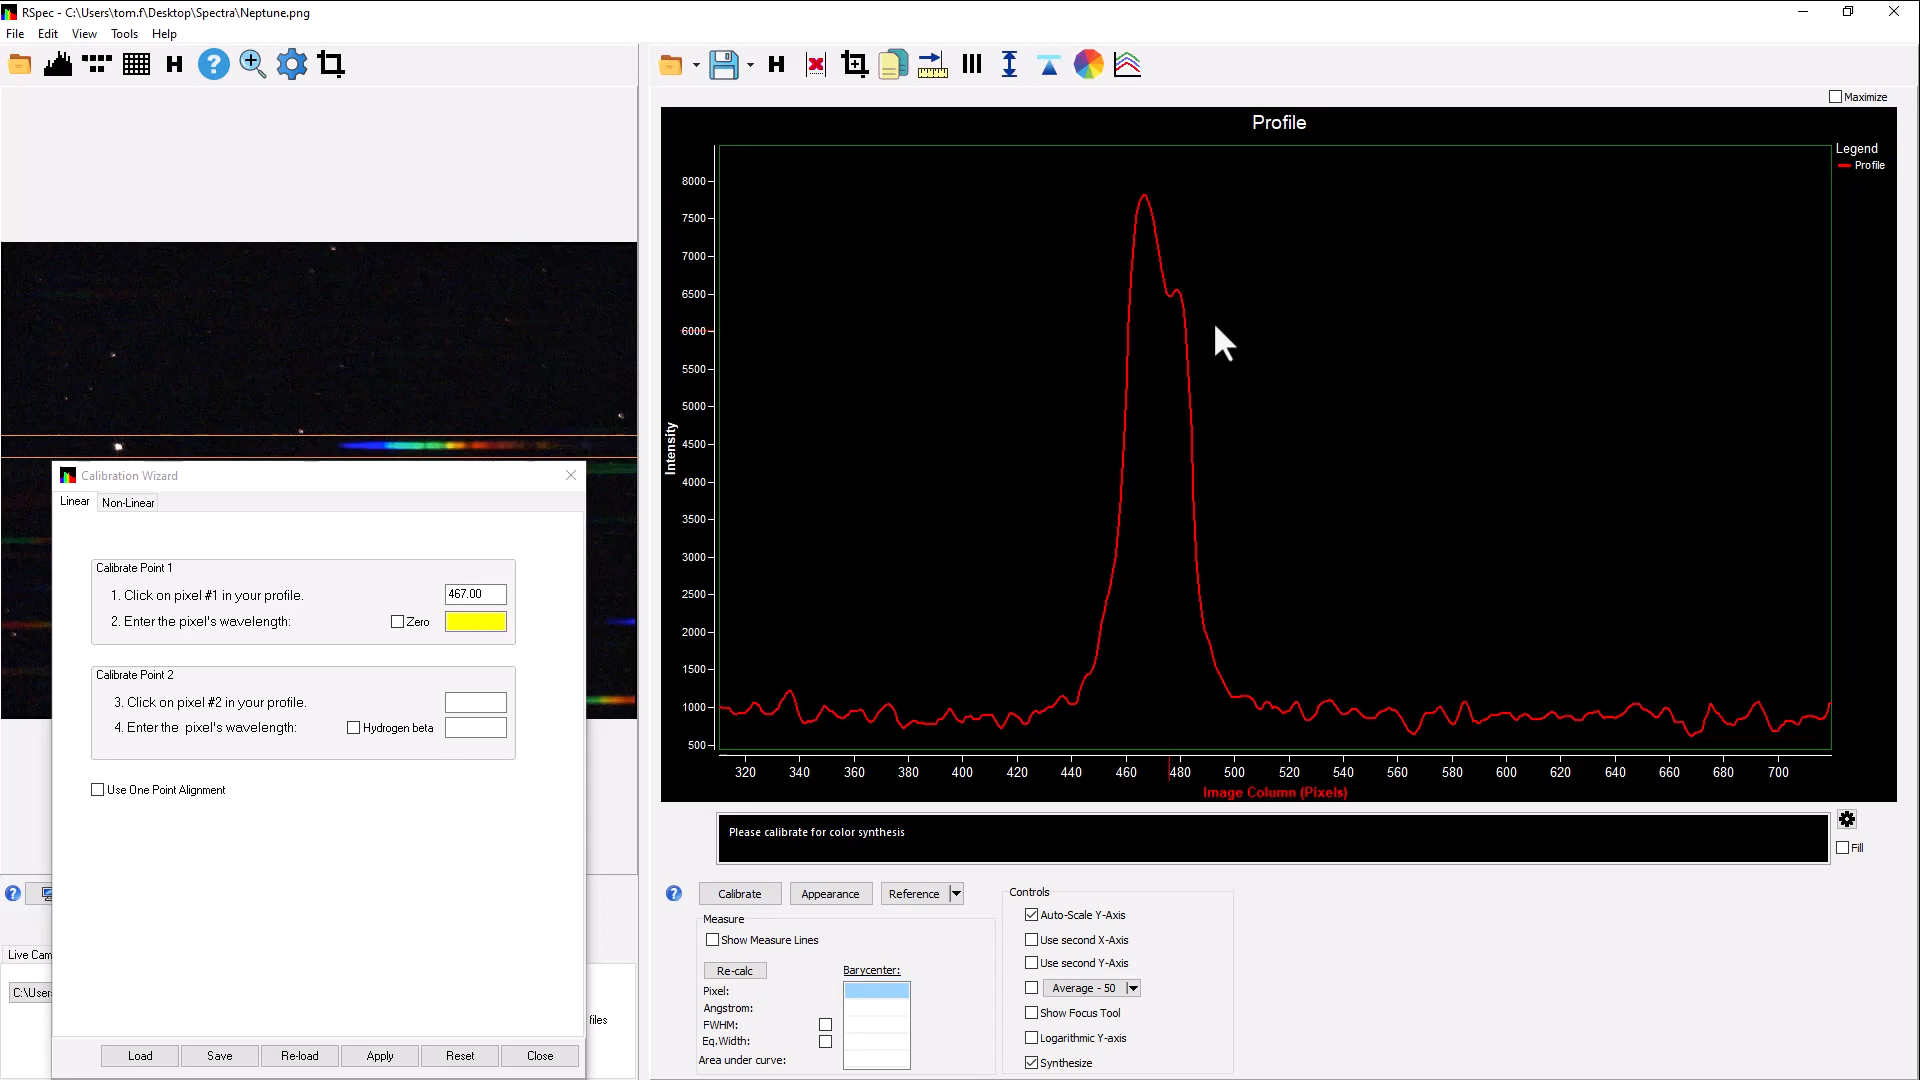 RSpec - C:\Users\tom.f\Desktop\Spectra\Neptune.png
File Edit View Tools Help
Maximize
Profile
Legend
Profile
8000
7500
7000
6500
6000
5500
5000
4500
4000
3500
3000
2500
2000
1500
1000
500
Intensity
320 340 360 380 400 420 440 460 480 500 520 540 560 580 600 620 640 660 680 700
Image Column (Pixels)
Calibration Wizard
Linear Non-Linear
Calibrate Point 1
1. Click on pixel #1 in your profile. 467.00
2. Enter the pixel's wavelength: Zero
Calibrate Point 2
3. Click on pixel #2 in your profile.
4. Enter the pixel's wavelength: Hydrogen beta
Use One Point Alignment
Load Save Re-load Apply Reset Close
Live Cam
C:\Users
files
Please calibrate for color synthesis
Fill
Calibrate Appearance Reference
Measure
Show Measure Lines
Re-calc Barycenter:
Pixel:
Angstrom:
FWHM:
Eq.Width:
Area under curve:
Controls
Auto-Scale Y-Axis
Use second X-Axis
Use second Y-Axis
Average - 50
Show Focus Tool
Logarithmic Y-axis
Synthesize